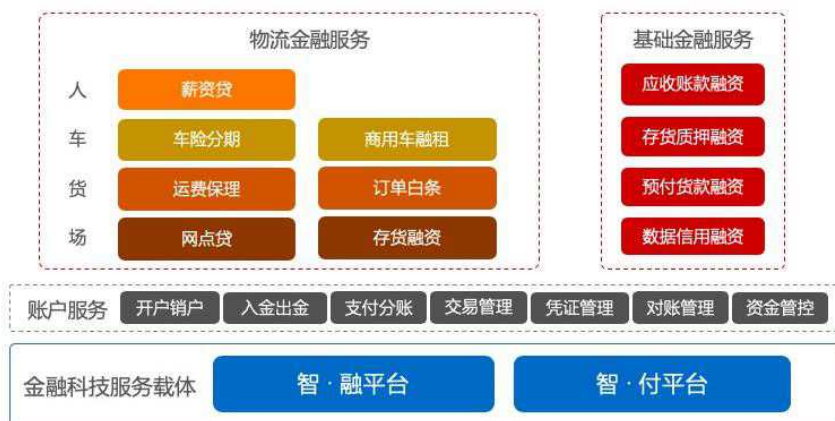 物流金融服务
人 薪资贷
车 车险分期 商用车融租
货 运费保理 订单白条
场 网点贷 存货融资
基础金融服务
应收账款融资
存货质押融资
预付货款融资
数据信用融资
账户服务 开户销户 入金出金 支付分账 交易管理 凭证管理 对账管理 资金管控
金融科技服务载体 智·融平台 智·付平台